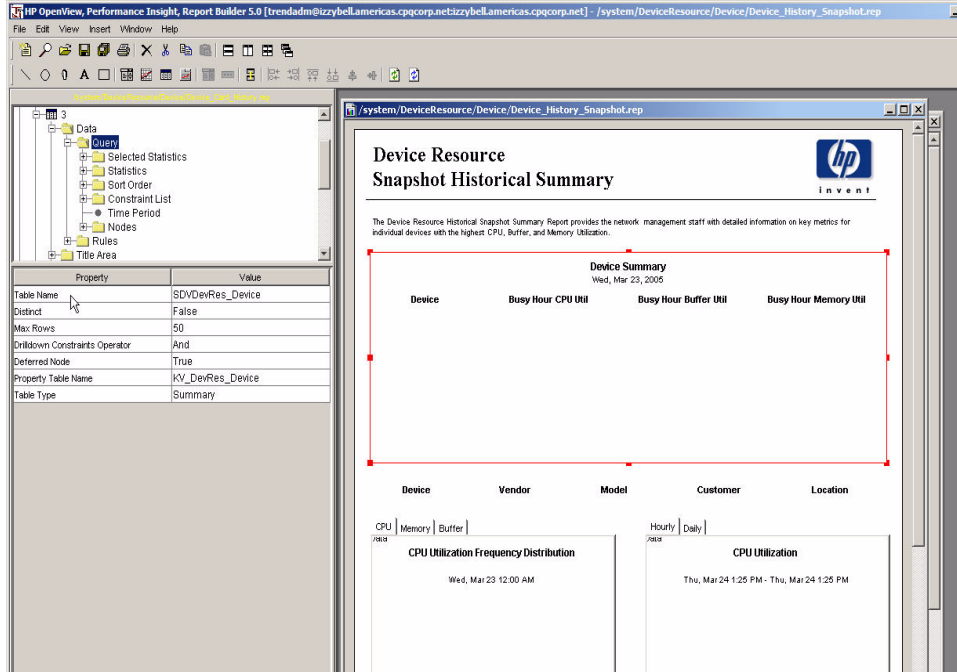 HP OpenView, Performance Insight, Report Builder 5.0 [trendadm@izzybell.americas.cpqcorp.net:izzybell.americas.cpqcorp.net] - /system/DeviceResource/Device/Device_History_Snapshot.rep
File Edit View Insert Window Help
3
Data
Query
Selected Statistics
Statistics
Sort Order
Constraint List
Time Period
Nodes
Rules
Title Area
Property Value
Table Name SDVDevRes_Device
Distinct False
Max Rows 50
Drilldown Constraints Operator And
Deferred Node True
Property Table Name KV_DevRes_Device
Table Type Summary
/system/DeviceResource/Device/Device_History_Snapshot.rep
Device Resource
Snapshot Historical Summary
hp
invent
The Device Resource Historical Snapshot Summary Report provides the network management staff with detailed information on key metrics for
individual devices with the highest CPU, Buffer, and Memory Utilization.
Device Summary
Wed, Mar 23, 2005
Device Busy Hour CPU Util Busy Hour Buffer Util Busy Hour Memory Util
Device Vendor Model Customer Location
CPU Memory Buffer
Hourly Daily
CPU Utilization Frequency Distribution
Wed, Mar 23 12:00 AM
CPU Utilization
Thu, Mar 24 1:25 PM - Thu, Mar 24 1:25 PM